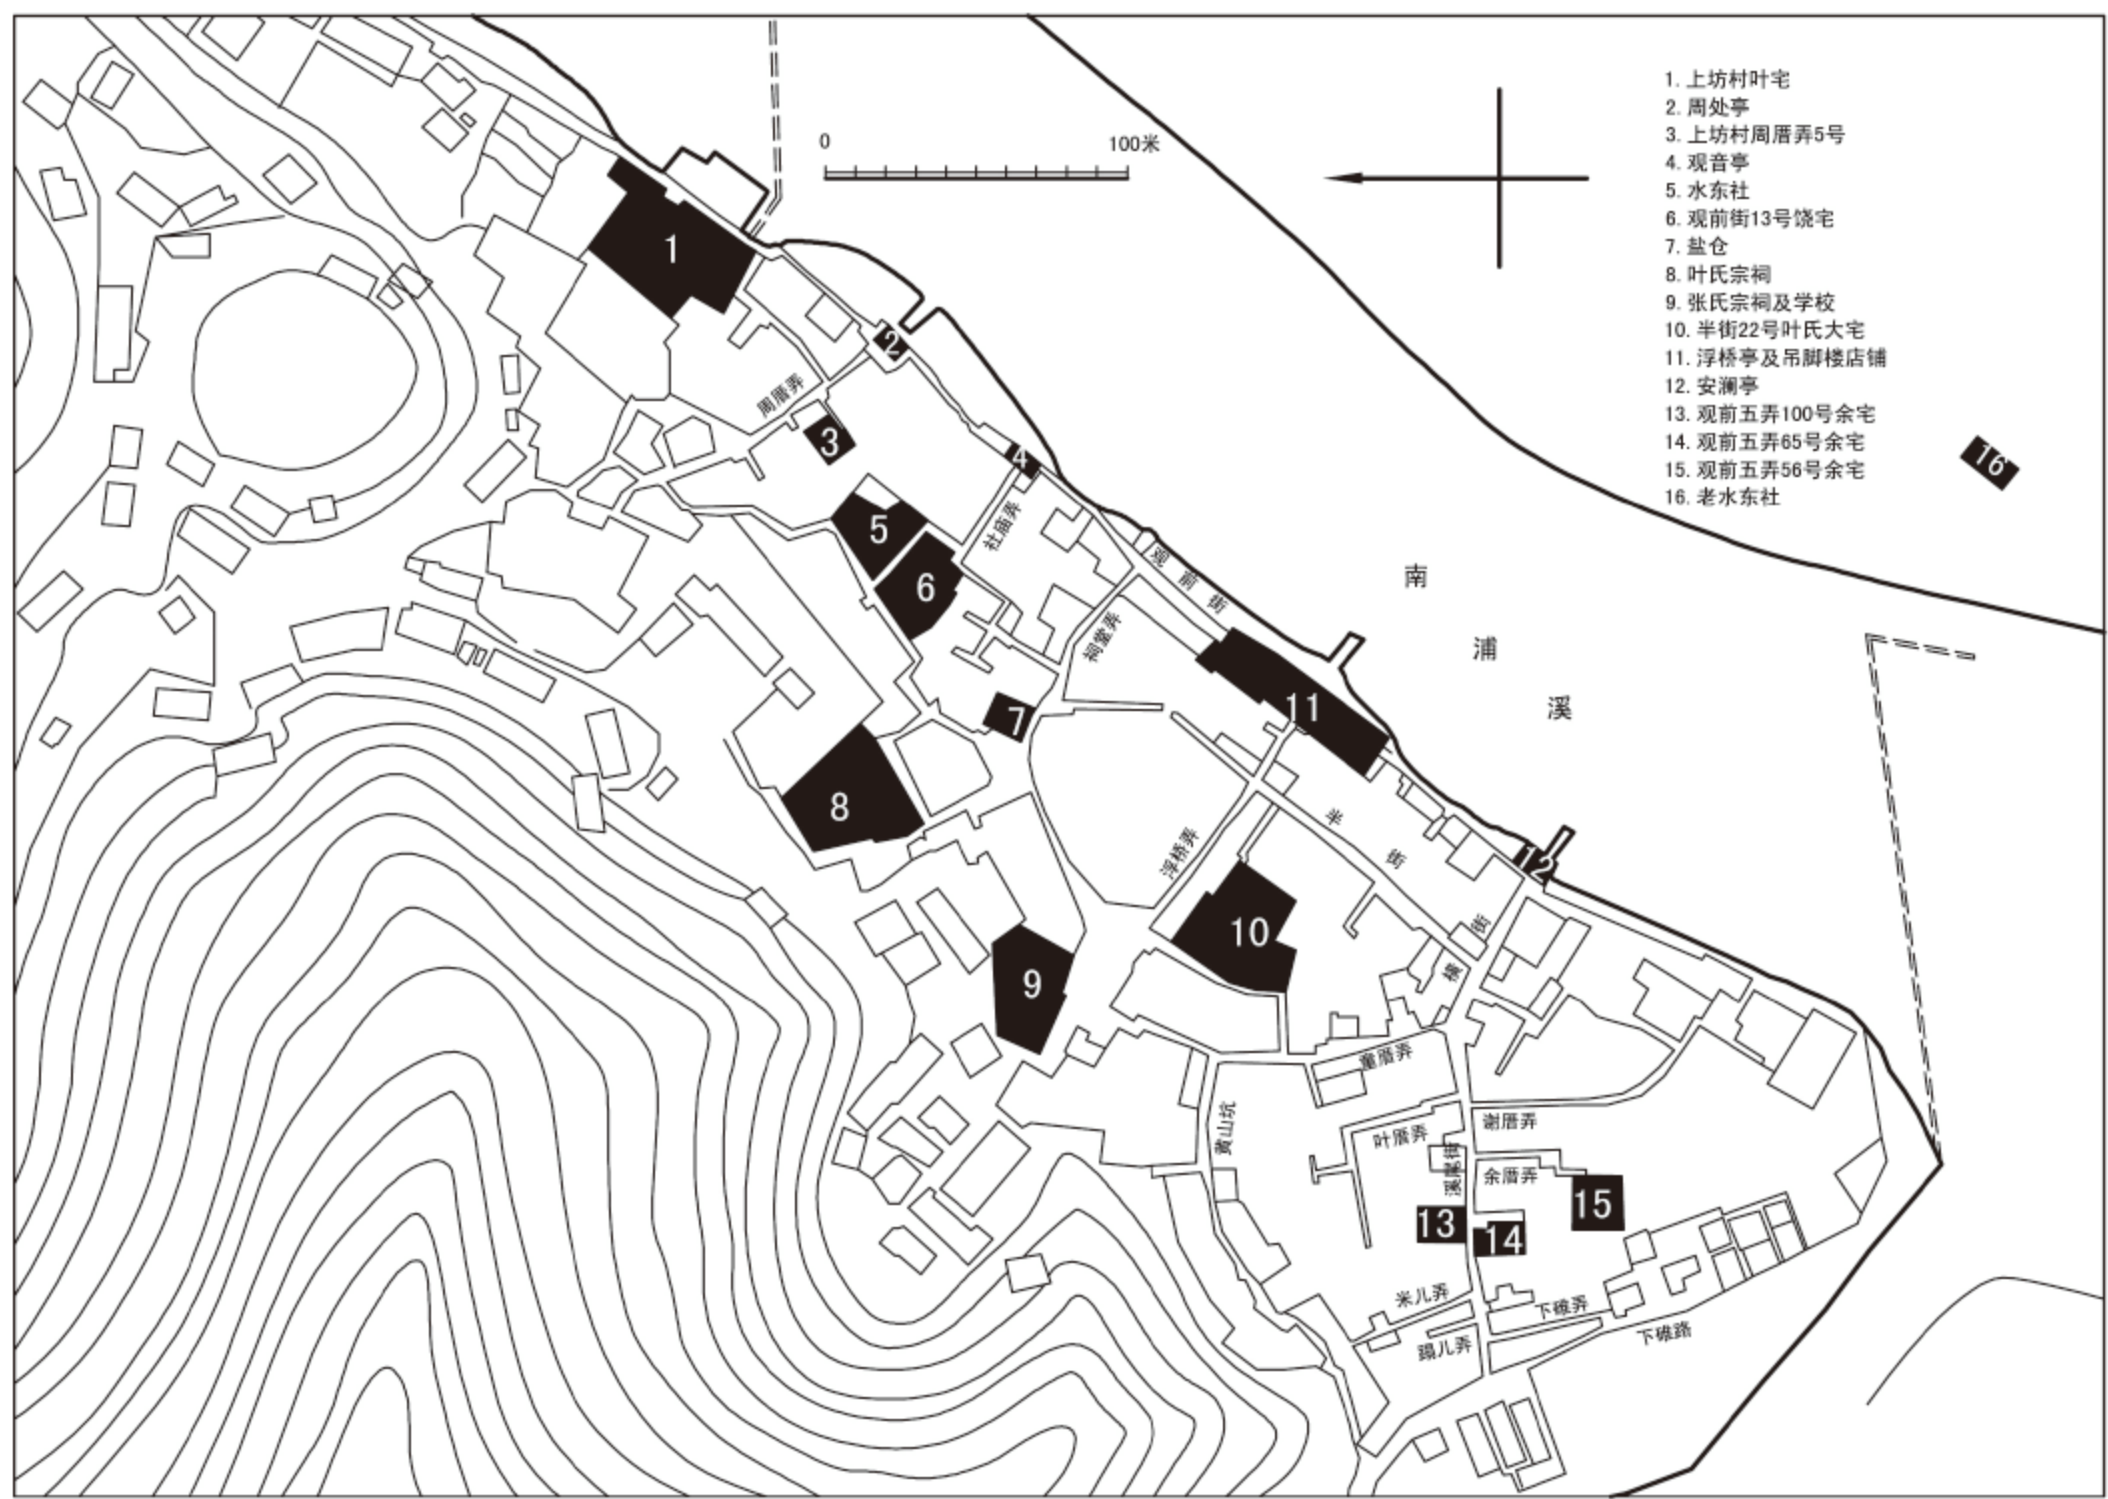 0
100米
1. 上坊村叶宅
2. 周处亭
3. 上坊村周厝弄5号
4. 观音亭
5. 水东社
6. 观前街13号饶宅
7. 盐仓
8. 叶氏宗祠
9. 张氏宗祠及学校
10. 半街22号叶氏大宅
11. 浮桥亭及吊脚楼店铺
12. 安澜亭
13. 观前五弄100号余宅
14. 观前五弄65号余宅
15. 观前五弄56号余宅
16. 老水东社
1
2
周厝弄
3
4
16
5
社庙弄
6
观前街
南浦溪
祠堂弄
7
11
8
半街
浮桥弄
12
10
横街
9
童厝弄
黄山坑
谢厝弄
叶厝弄
溪尾街
余厝弄
15
13
14
米儿弄
下碓弄
蹋儿弄
下碓路